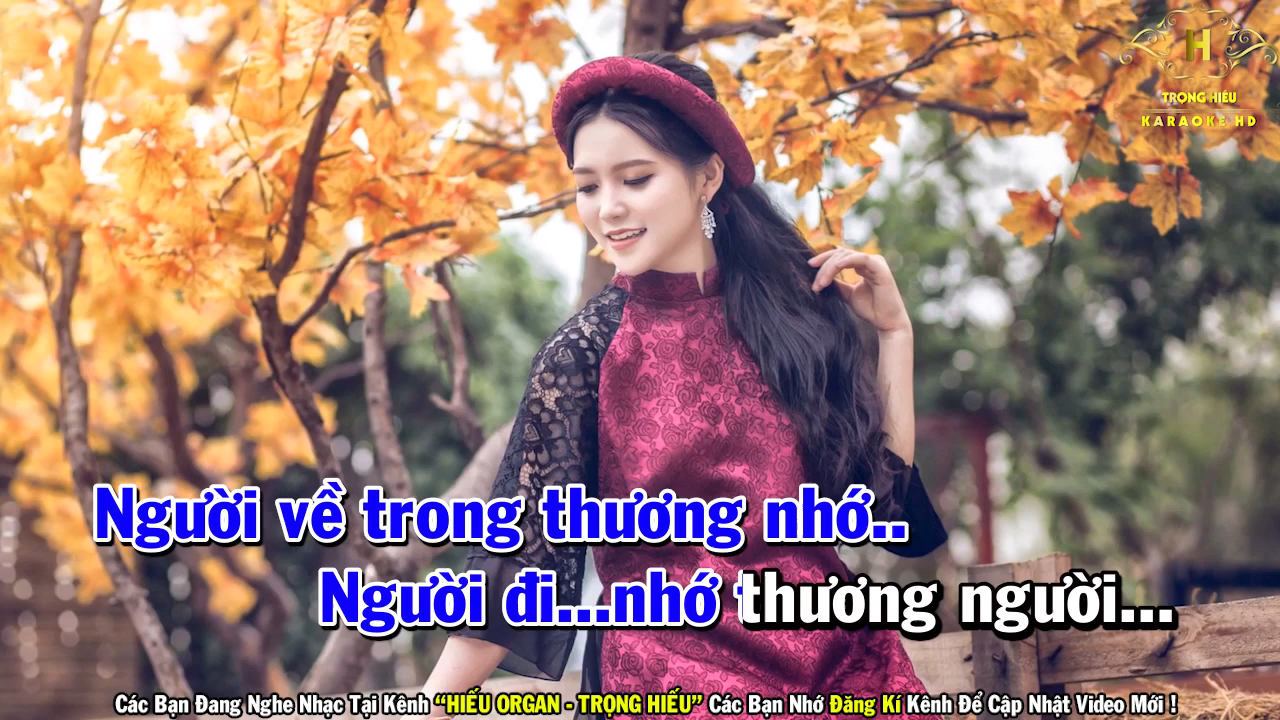 H
TRỌNG HIẾU
KARAOKE HD
Người về trong thương nhớ..
Người đi...nhớ thương người...
Các Bạn Đang Nghe Nhạc Tại Kênh “HIẾU ORGAN - TRỌNG HIẾU” Các Bạn Nhớ Đăng Kí Kênh Để Cập Nhật Video Mới !